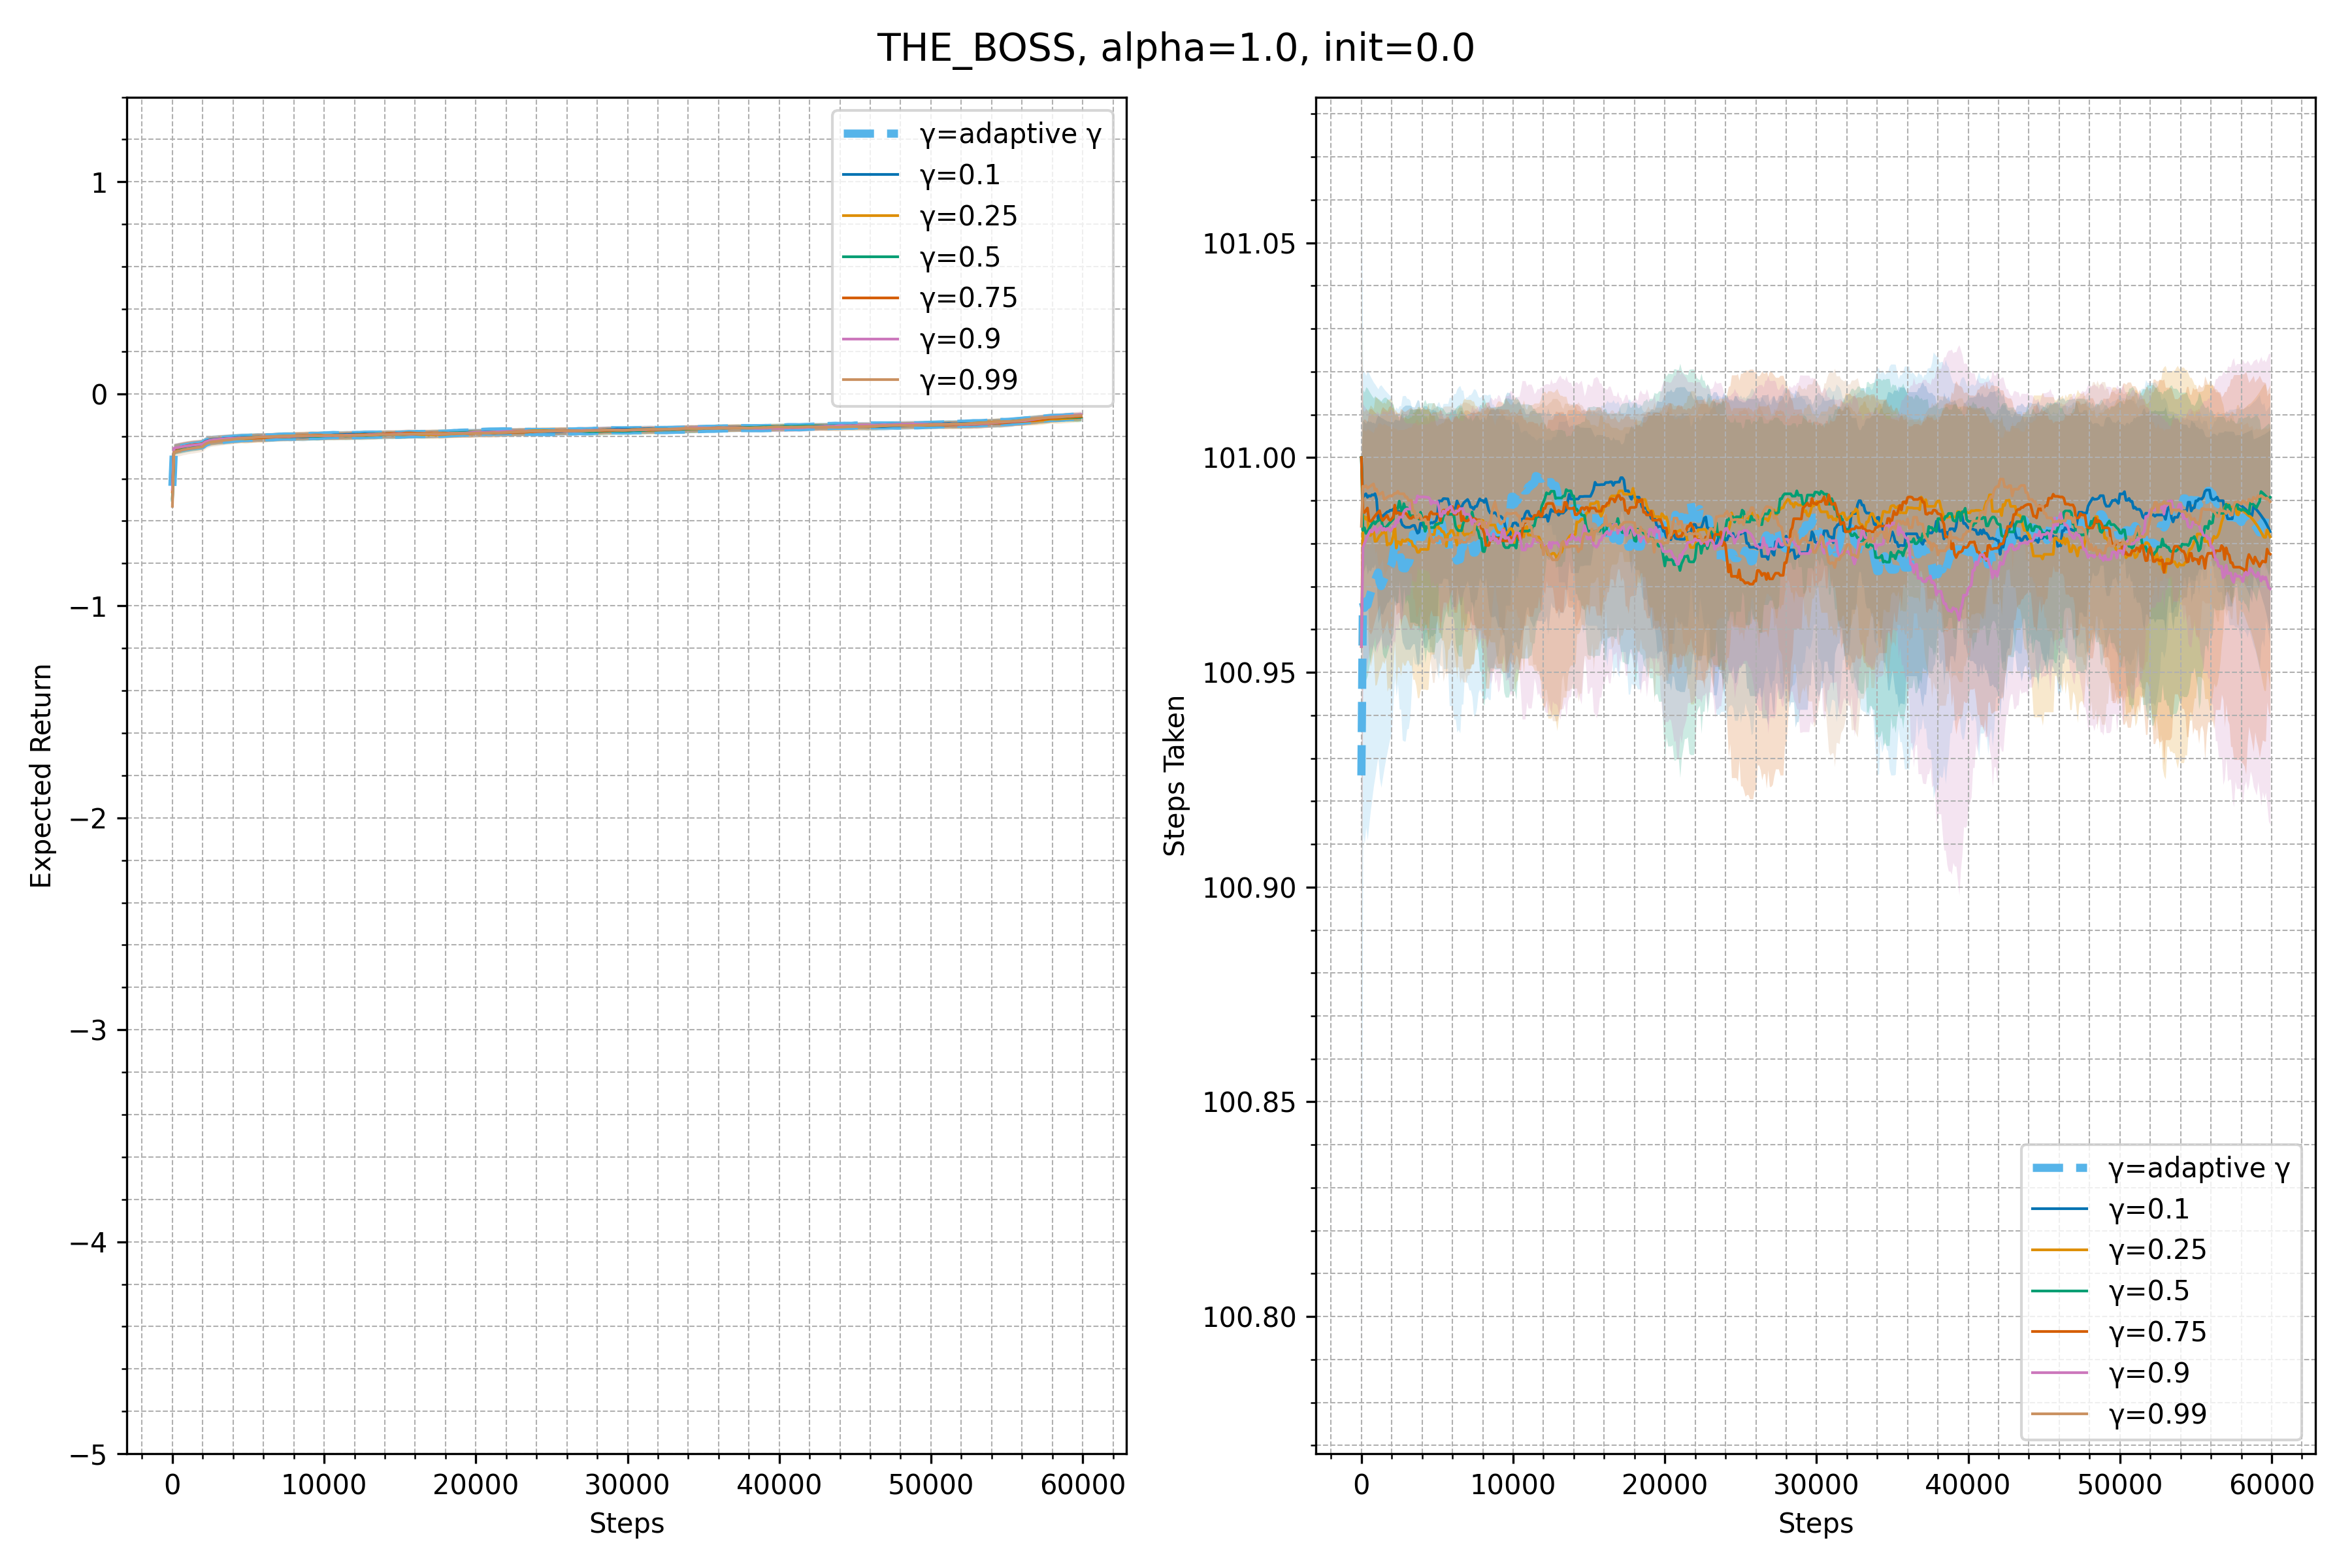 THE_BOSS, alpha=1.0, init=0.0
Expected Return
1
0
−1
−2
−3
−4
−5
0
10000
20000
30000
40000
50000
60000
Steps
γ=adaptive γ
γ=0.1
γ=0.25
γ=0.5
γ=0.75
γ=0.9
γ=0.99
Steps Taken
101.05
101.00
100.95
100.90
100.85
100.80
0
10000
20000
30000
40000
50000
60000
Steps
γ=adaptive γ
γ=0.1
γ=0.25
γ=0.5
γ=0.75
γ=0.9
γ=0.99